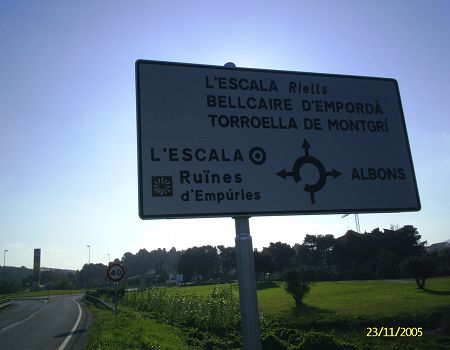 L'ESCALA Riells
BELLCAIRE D'EMPORDÀ
TORROELLA DE MONTGRÍ
L'ESCALA
ALBONS
Ruïnes
d'Empúries
40
23/11/2005